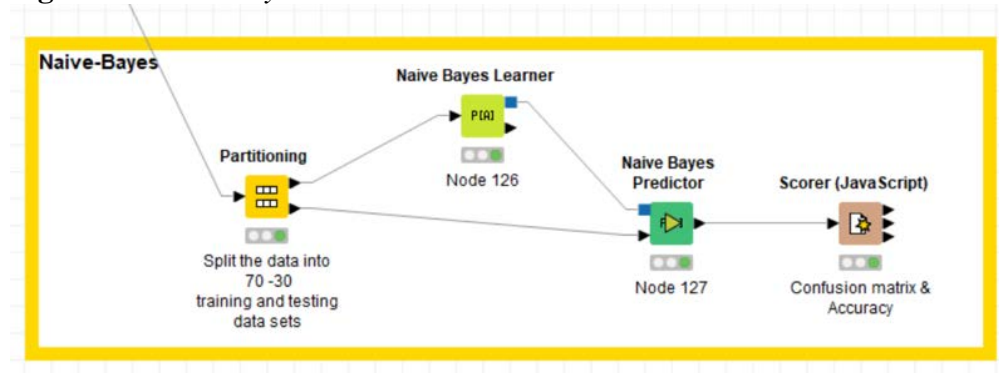 Naive-Bayes
Naive Bayes Learner
P[A]
Node 126
Partitioning
Split the data into
70 -30
training and testing
data sets
Naive Bayes
Predictor
Node 127
Scorer (JavaScript)
Confusion matrix &
Accuracy